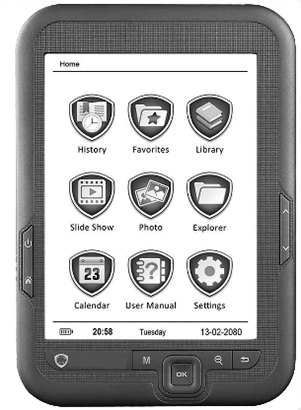 Home
History Favorites Library
Slide Show Photo Explorer
23
Calendar User Manual Settings
20:58 Tuesday 13-02-2080
M
OK